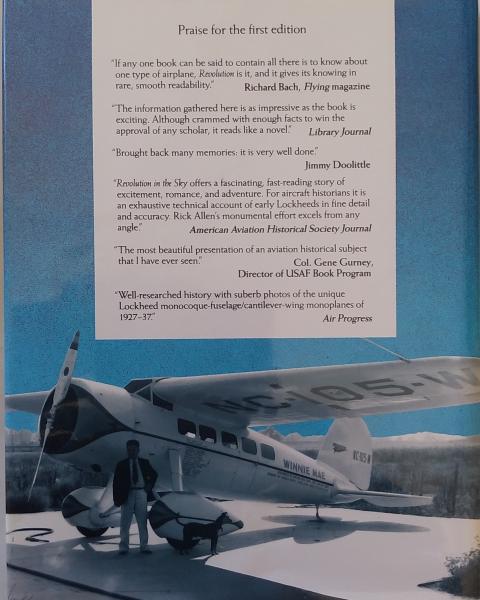 Praise for the first edition
"If any one book can be said to contain all there is to know about
one type of airplane, Revolution is it, and it gives its knowing in
rare, smooth readability."
Richard Bach, Flying magazine
"The information gathered here is as impressive as the book is
exciting. Although crammed with enough facts to win the
approval of any scholar, it reads like a novel."
Library Journal
"Brought back many memories: it is very well done."
Jimmy Doolittle
"Revolution in the Sky offers a fascinating, fast-reading story of
excitement, romance, and adventure. For aircraft historians it is
an exhaustive technical account of early Lockheeds in fine detail
and accuracy. Rick Allen's monumental effort excels from any
angle."
American Aviation Historical Society Journal
"The most beautiful presentation of an aviation historical subject
that I have ever seen."
Col. Gene Gurney,
Director of USAF Book Program
"Well-researched history with suberb photos of the unique
Lockheed monocoque-fuselage/cantilever-wing monoplanes of
1927–37."
Air Progress
NC-105-W
NC-105-W
WINNIE MAE